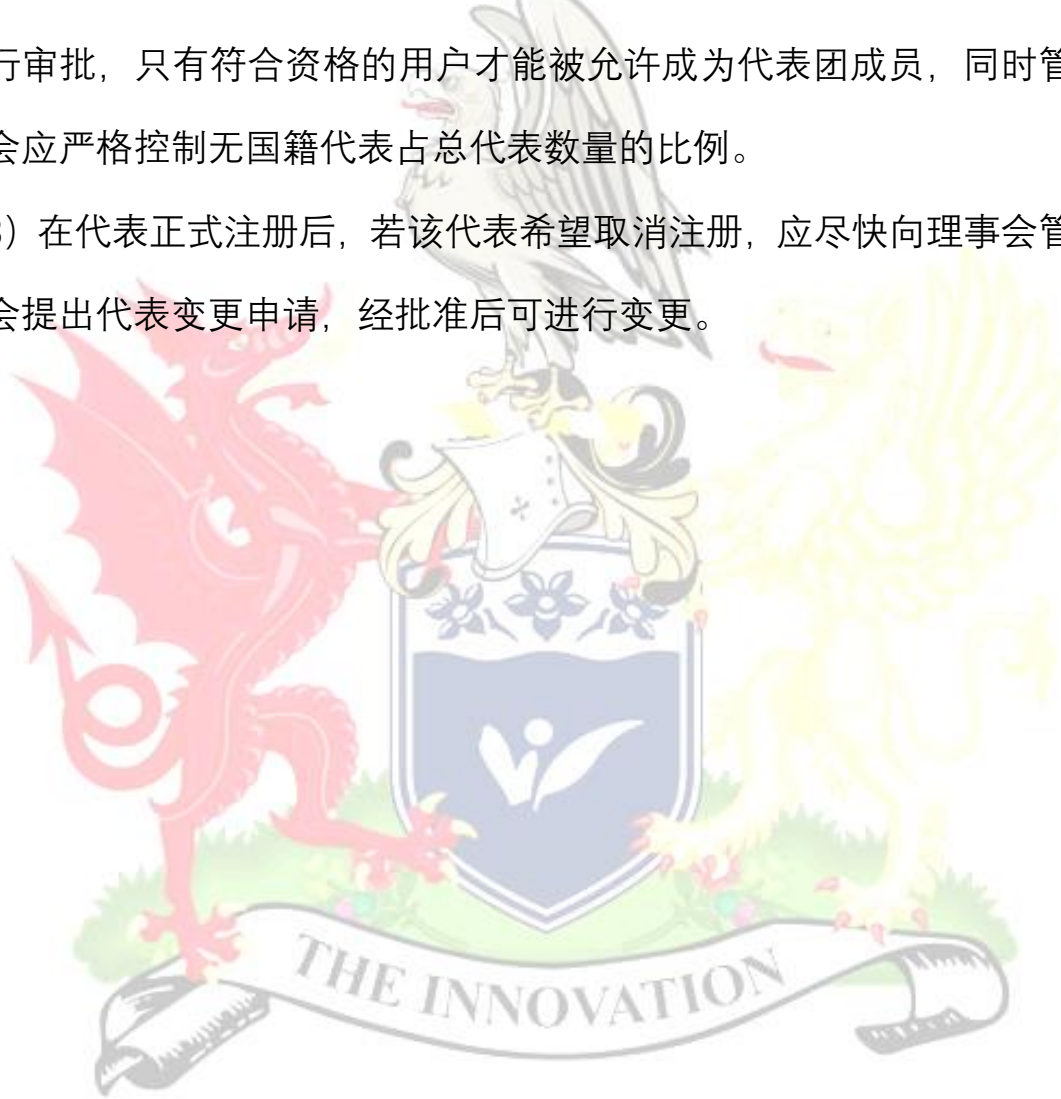 行审批，只有符合资格的用户才能被允许成为代表团成员，同时管
会应严格控制无国籍代表占总代表数量的比例。
3）在代表正式注册后，若该代表希望取消注册，应尽快向理事会管
会提出代表变更申请，经批准后可进行变更。
THE INNOVATION